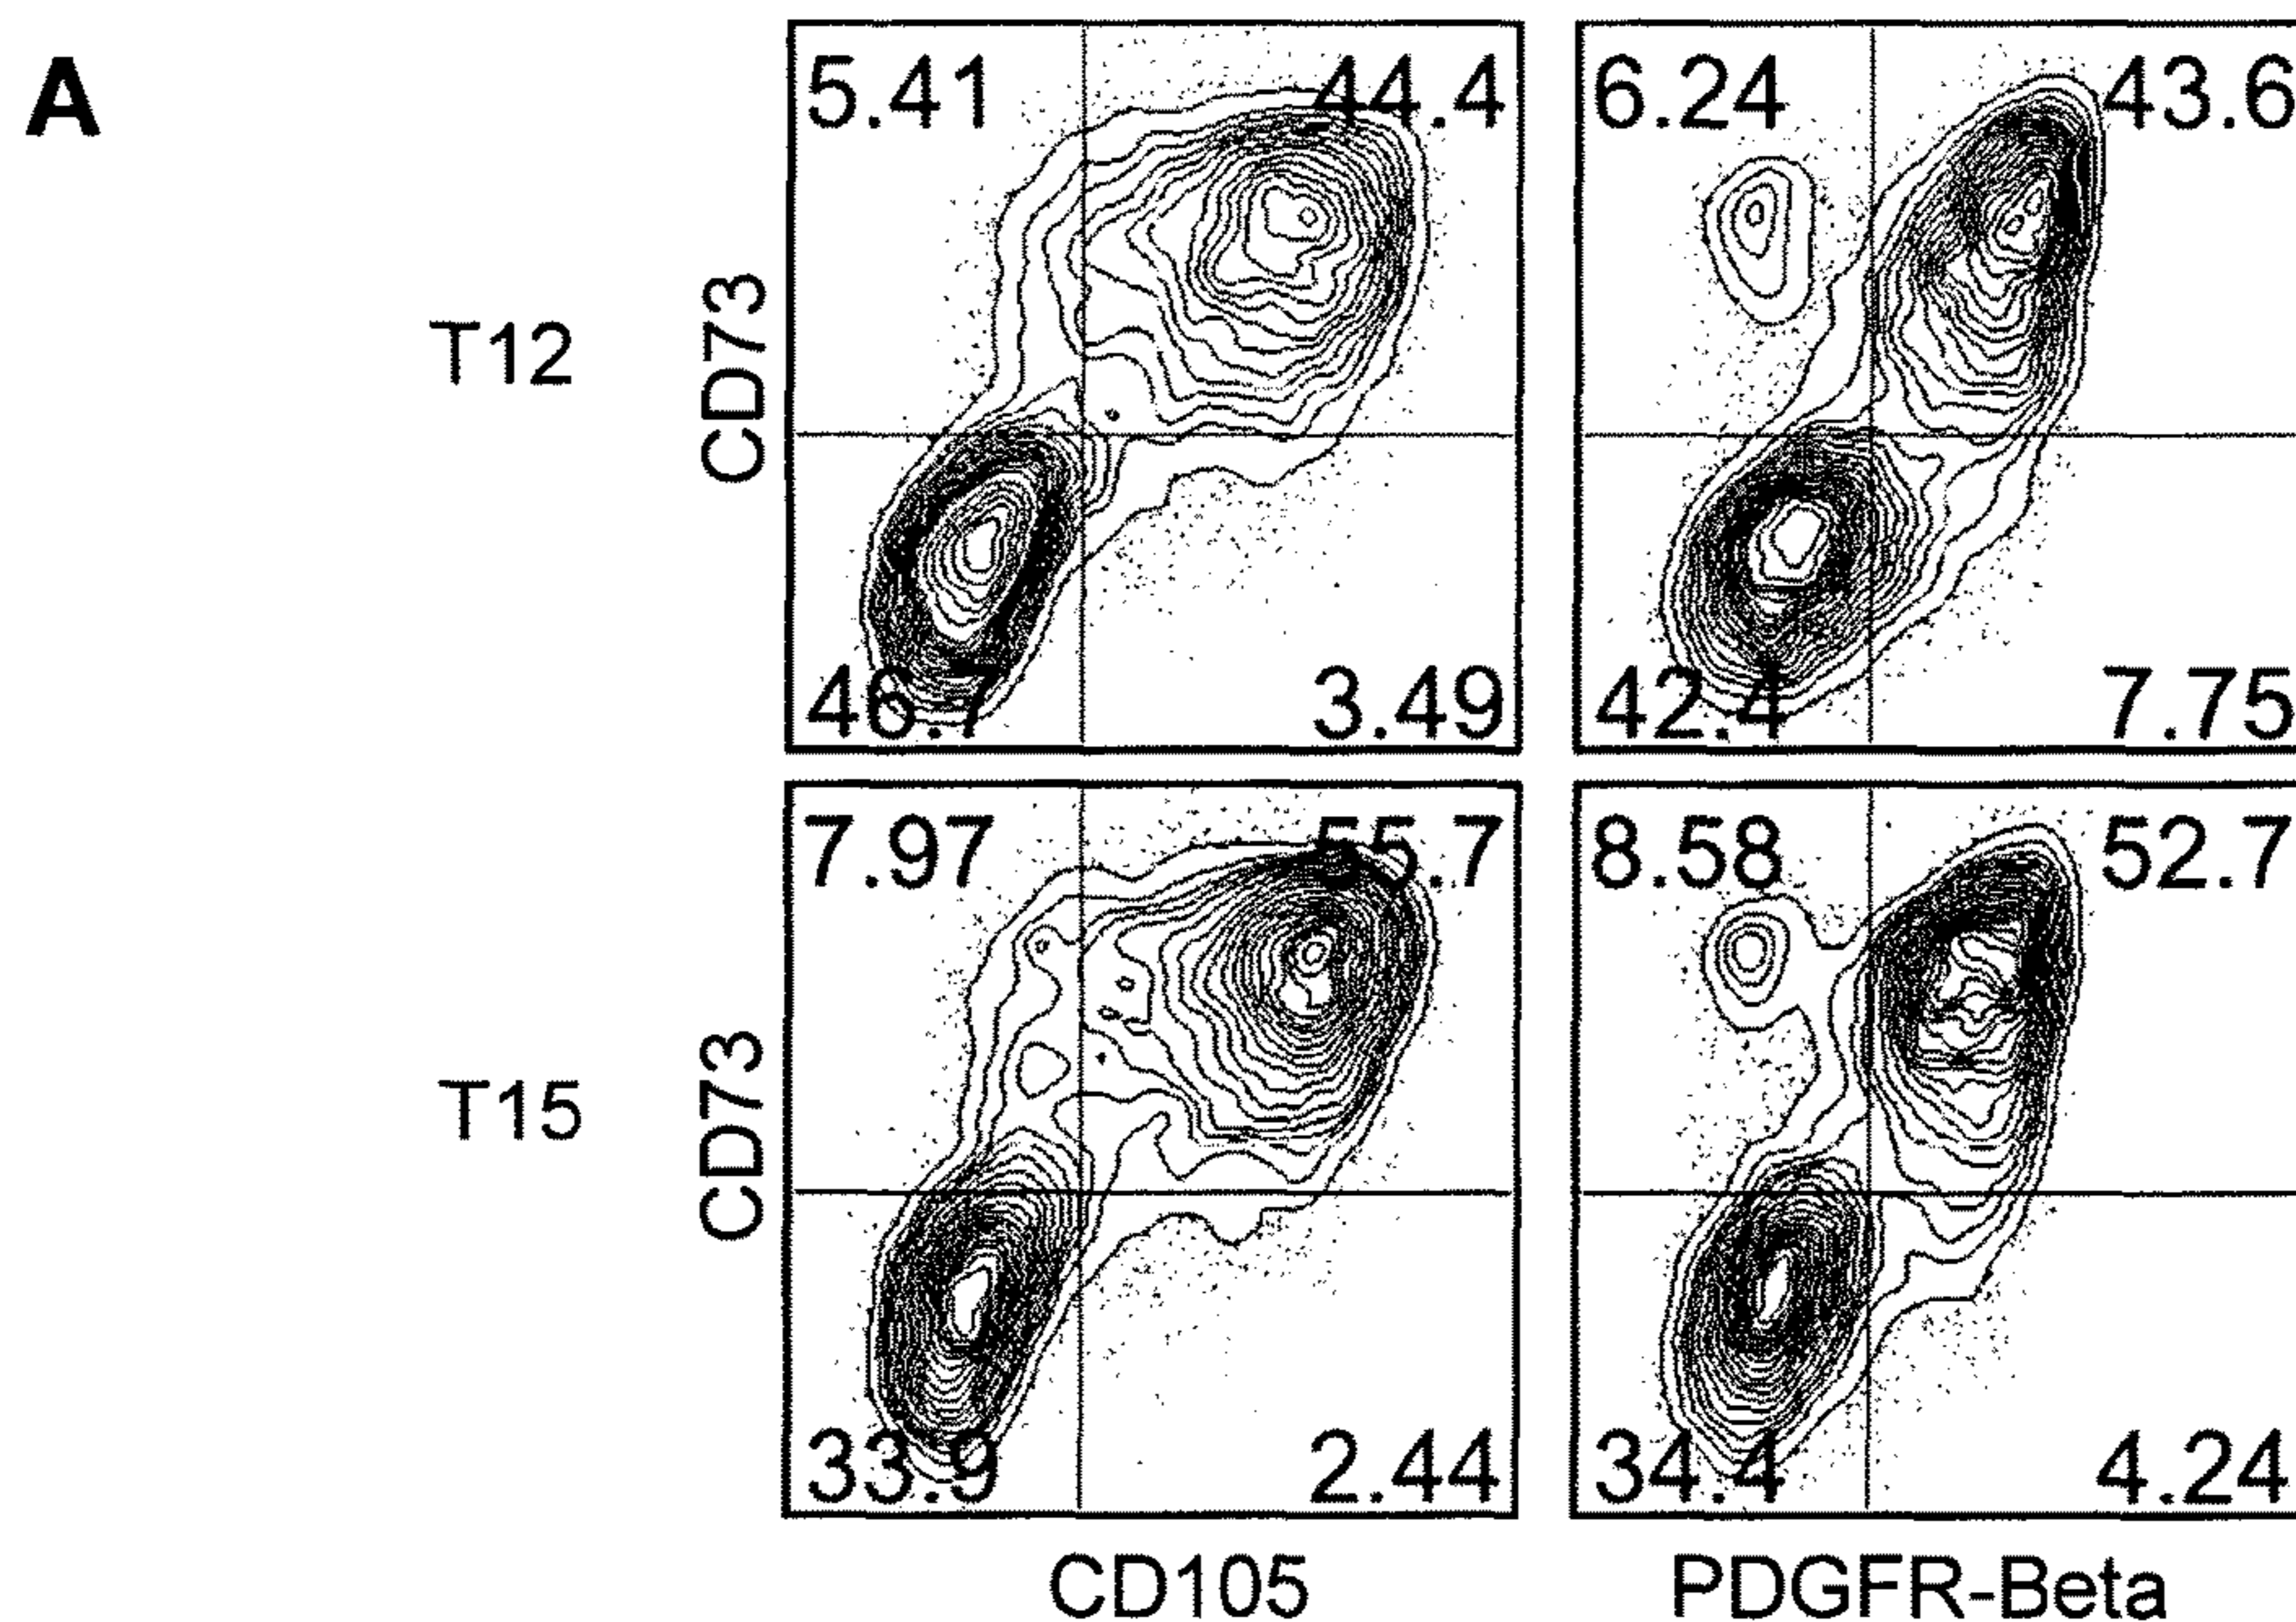 A
5.41 44.4 6.24 43.6
T12
CD73
46.7 3.49 42.4 7.75
7.97 55.7 8.58 52.7
T15
CD73
33.9 2.44 34.4 4.24
CD105 PDGFR-Beta